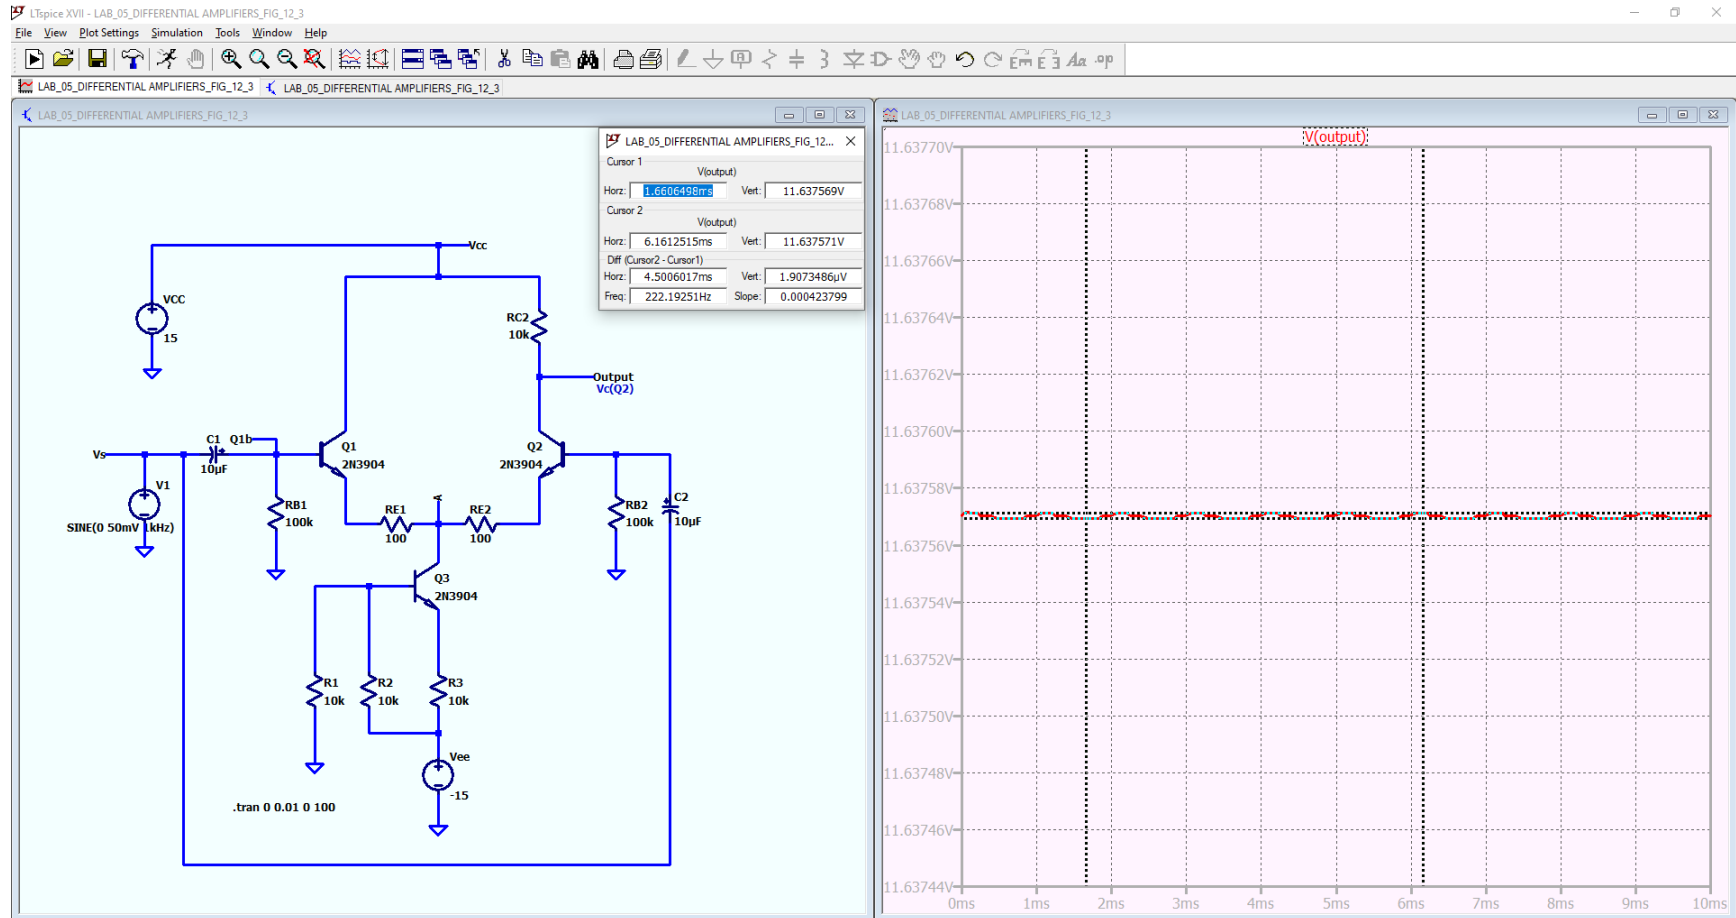 LTspice XVII - LAB_05_DIFFERENTIAL AMPLIFIERS_FIG_12_3
File View Plot Settings Simulation Tools Window Help
LAB_05_DIFFERENTIAL AMPLIFIERS_FIG_12_3 LAB_05_DIFFERENTIAL AMPLIFIERS_FIG_12_3
LAB_05_DIFFERENTIAL AMPLIFIERS_FIG_12_3
LAB_05_DIFFERENTIAL AMPLIFIERS_FIG_12...
Cursor 1
V(output)
Horz: 1.6606498ms Vert: 11.637569V
Cursor 2
V(output)
Horz: 6.1612515ms Vert: 11.637571V
Diff (Cursor2 - Cursor1)
Horz: 4.5006017ms Vert: 1.9073486µV
Freq: 222.19251Hz Slope: 0.000423799
Vcc
VCC
15
RC2
10k
Output
Vc(Q2)
Vs
C1
10µF
Q1b
Q1
2N3904
Q2
2N3904
V1
SINE(0 50mV 1kHz)
RB1
100k
RE1
100
A
RE2
100
RB2
100k
C2
10µF
Q3
2N3904
R1
10k
R2
10k
R3
10k
Vee
-15
.tran 0 0.01 0 100
LAB_05_DIFFERENTIAL AMPLIFIERS_FIG_12_3
V(output)
11.63770V
11.63768V
11.63766V
11.63764V
11.63762V
11.63760V
11.63758V
11.63756V
11.63754V
11.63752V
11.63750V
11.63748V
11.63746V
11.63744V
0ms 1ms 2ms 3ms 4ms 5ms 6ms 7ms 8ms 9ms 10ms